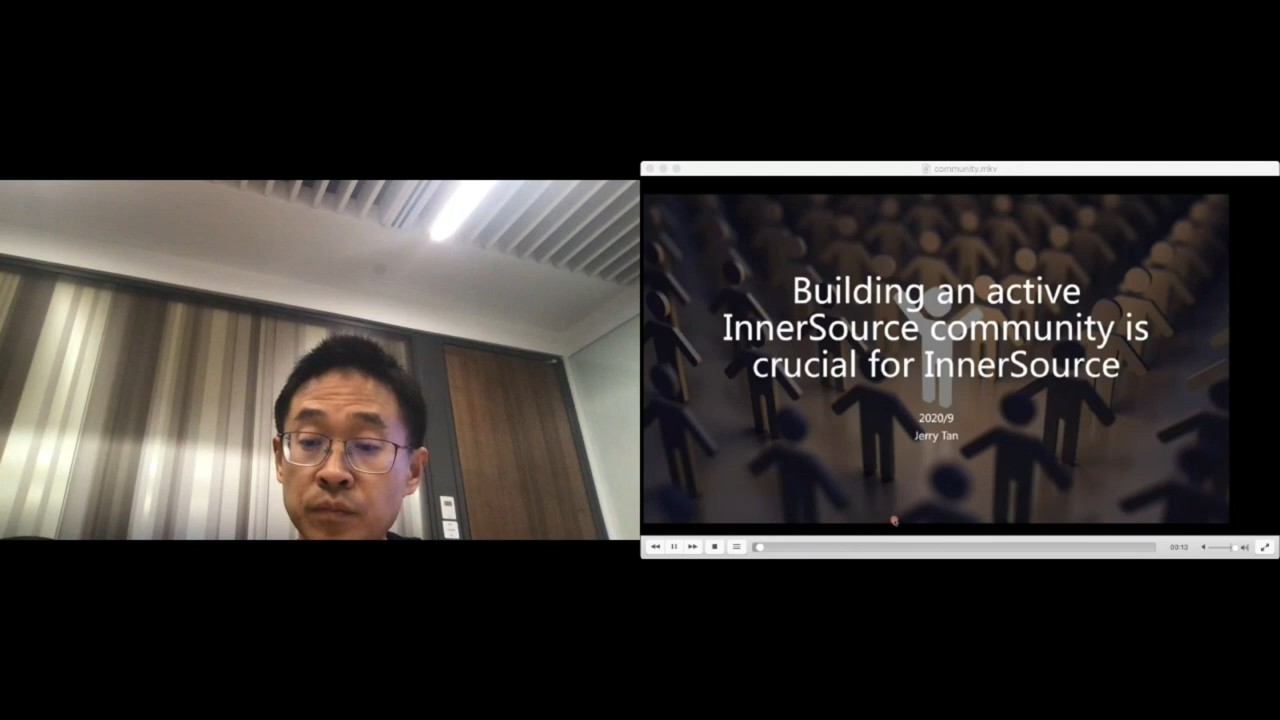 community.mkv
Building an active
InnerSource community is
crucial for InnerSource
2020/9
Jerry Tan
00:12